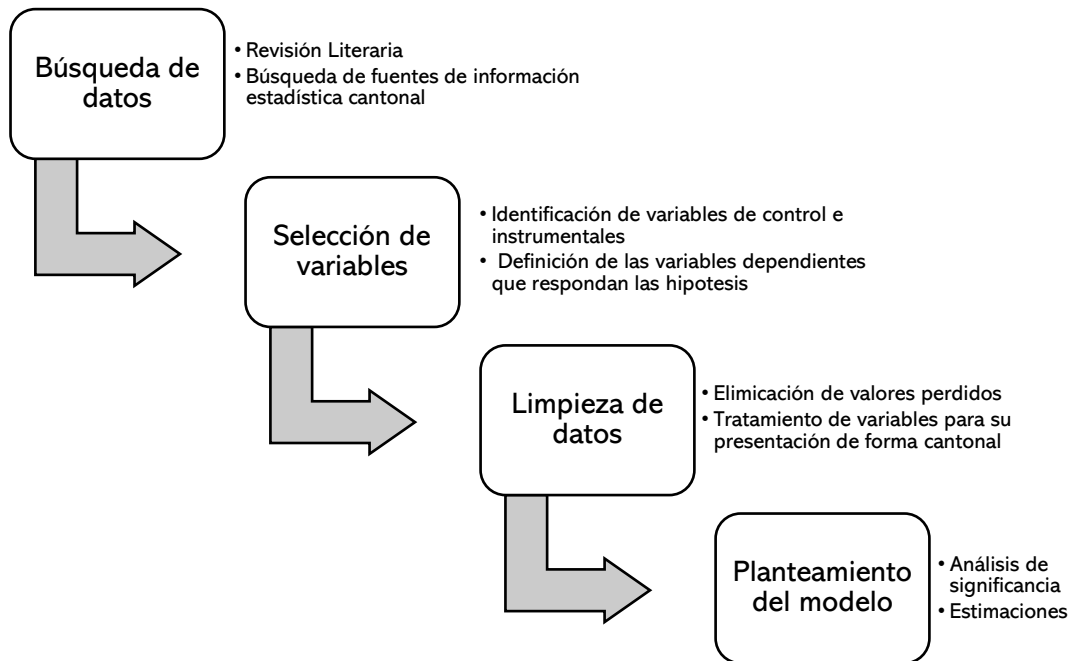 Búsqueda de
datos
• Revisión Literaria
• Búsqueda de fuentes de información
estadística cantonal
Selección de
variables
• Identificación de variables de control e
instrumentales
• Definición de las variables dependientes
que respondan las hipotesis
Limpieza de
datos
• Elimicación de valores perdidos
• Tratamiento de variables para su
presentación de forma cantonal
Planteamiento
del modelo
• Análisis de
significancia
• Estimaciones